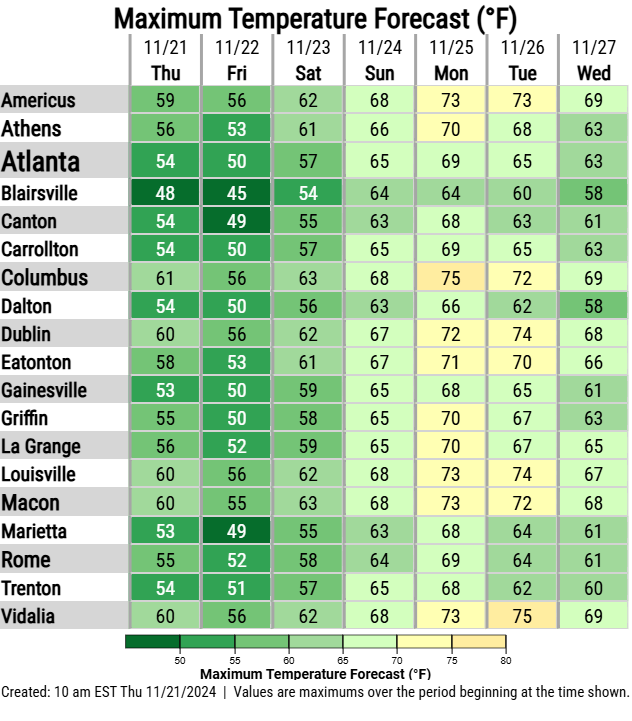 Maximum Temperature Forecast (°F)
11/21 11/22 11/23 11/24 11/25 11/26 11/27
Thu Fri Sat Sun Mon Tue Wed
Americus 59 56 62 68 73 73 69
Athens 56 53 61 66 70 68 63
Atlanta 54 50 57 65 69 65 63
Blairsville 48 45 54 64 64 60 58
Canton 54 49 55 63 68 63 61
Carrollton 54 50 57 65 69 65 63
Columbus 61 56 63 68 75 72 69
Dalton 54 50 56 63 66 62 58
Dublin 60 56 62 67 72 74 68
Eatonton 58 53 61 67 71 70 66
Gainesville 53 50 59 65 68 65 61
Griffin 55 50 58 65 70 67 63
La Grange 56 52 59 65 70 67 65
Louisville 60 56 62 68 73 74 67
Macon 60 55 63 68 73 72 68
Marietta 53 49 55 63 68 64 61
Rome 55 52 58 64 69 64 61
Trenton 54 51 57 65 68 62 60
Vidalia 60 56 62 68 73 75 69
50 55 60 65 70 75 80
Maximum Temperature Forecast (°F)
Created: 10 am EST Thu 11/21/2024 | Values are maximums over the period beginning at the time shown.